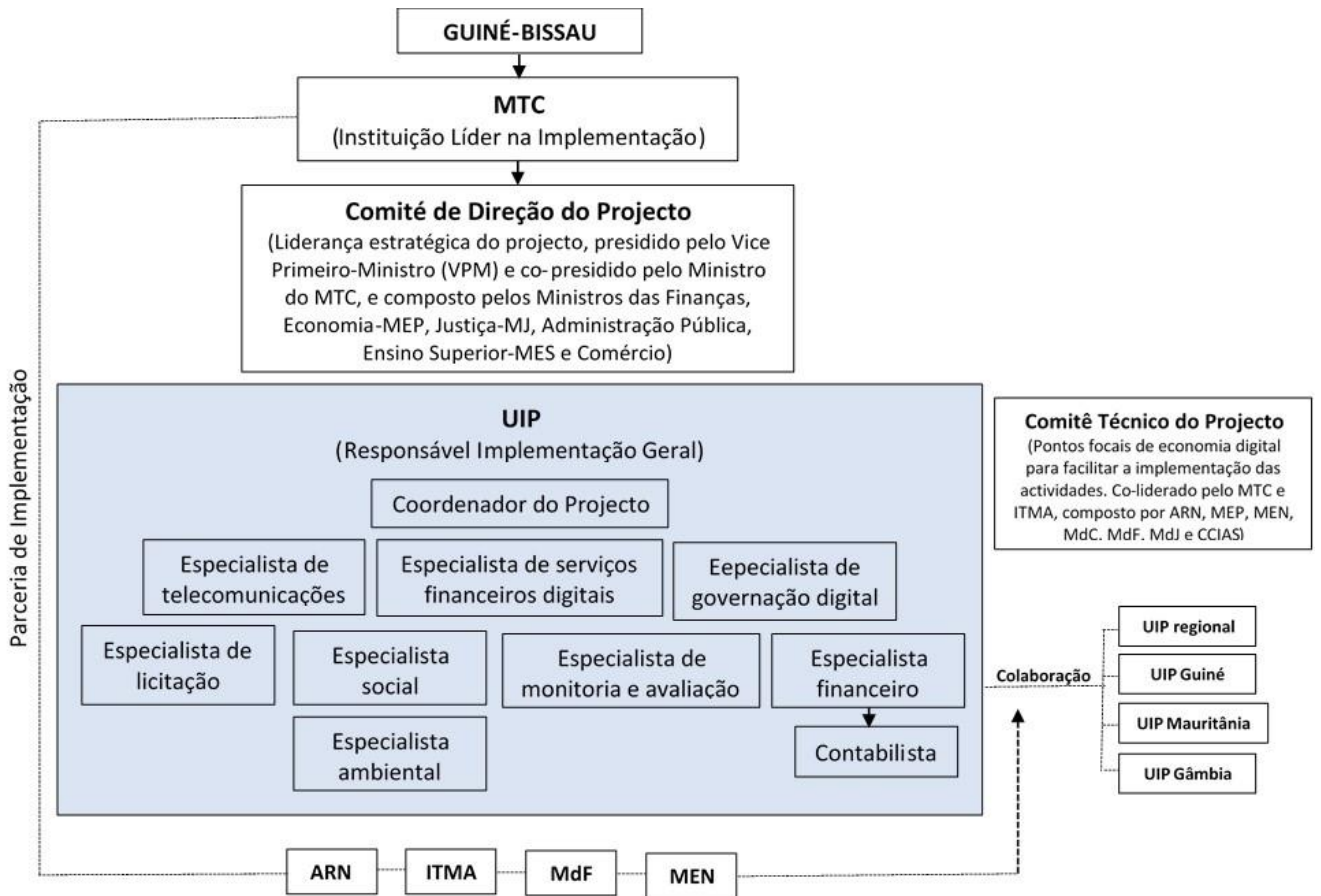 GUINÉ-BISSAU
MTC
(Instituição Líder na Implementação)
Comité de Direção do Projecto
(Liderança estratégica do projecto, presidido pelo Vice
Primeiro-Ministro (VPM) e co-presidido pelo Ministro
do MTC, e composto pelos Ministros das Finanças,
Economia-MEP, Justiça-MJ, Administração Pública,
Ensino Superior-MES e Comércio)
Parceria de Implementação
UIP
(Responsável Implementação Geral)
Coordenador do Projecto
Especialista de
telecomunicações
Especialista de serviços
financeiros digitais
Eepecialista de
governação digital
Especialista de
licitação
Especialista
social
Especialista de
monitoria e avaliação
Especialista
financeiro
Especialista
ambiental
Contabilista
Comitê Técnico do Projecto
(Pontos focais de economia digital
para facilitar a implementação das
actividades. Co-liderado pelo MTC e
ITMA, composto por ARN, MEP, MEN,
MdC, MdF, MdJ e CCIAS)
Colaboração
UIP regional
UIP Guiné
UIP Mauritânia
UIP Gâmbia
ARN
ITMA
MdF
MEN